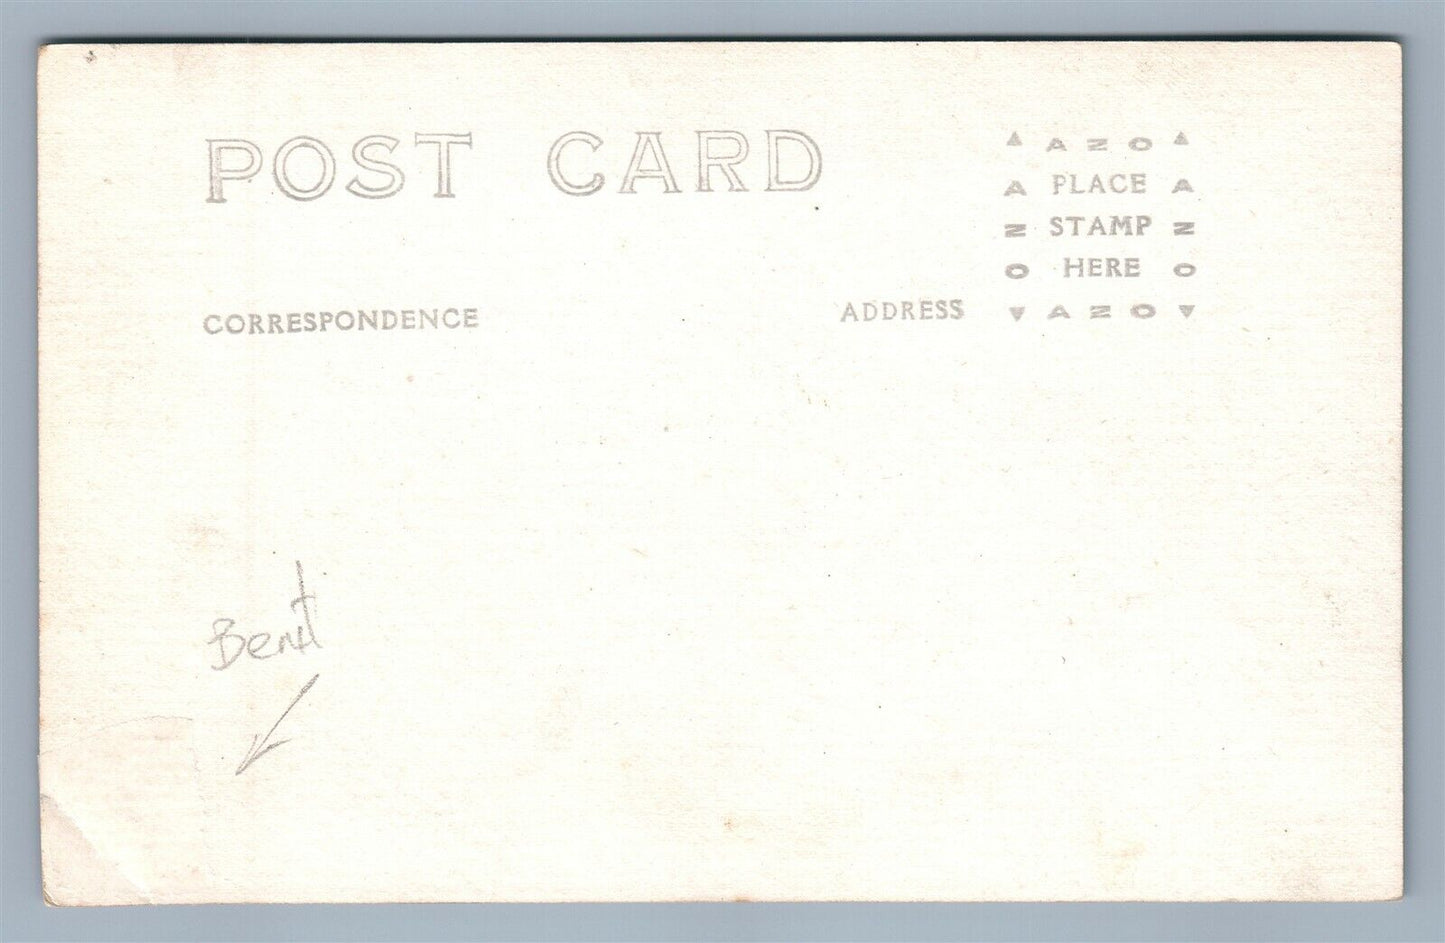 POST CARD
▲ AZO ▲
A PLACE A
Z STAMP Z
O HERE O
▼ AZO ▼
CORRESPONDENCE
ADDRESS
Bent